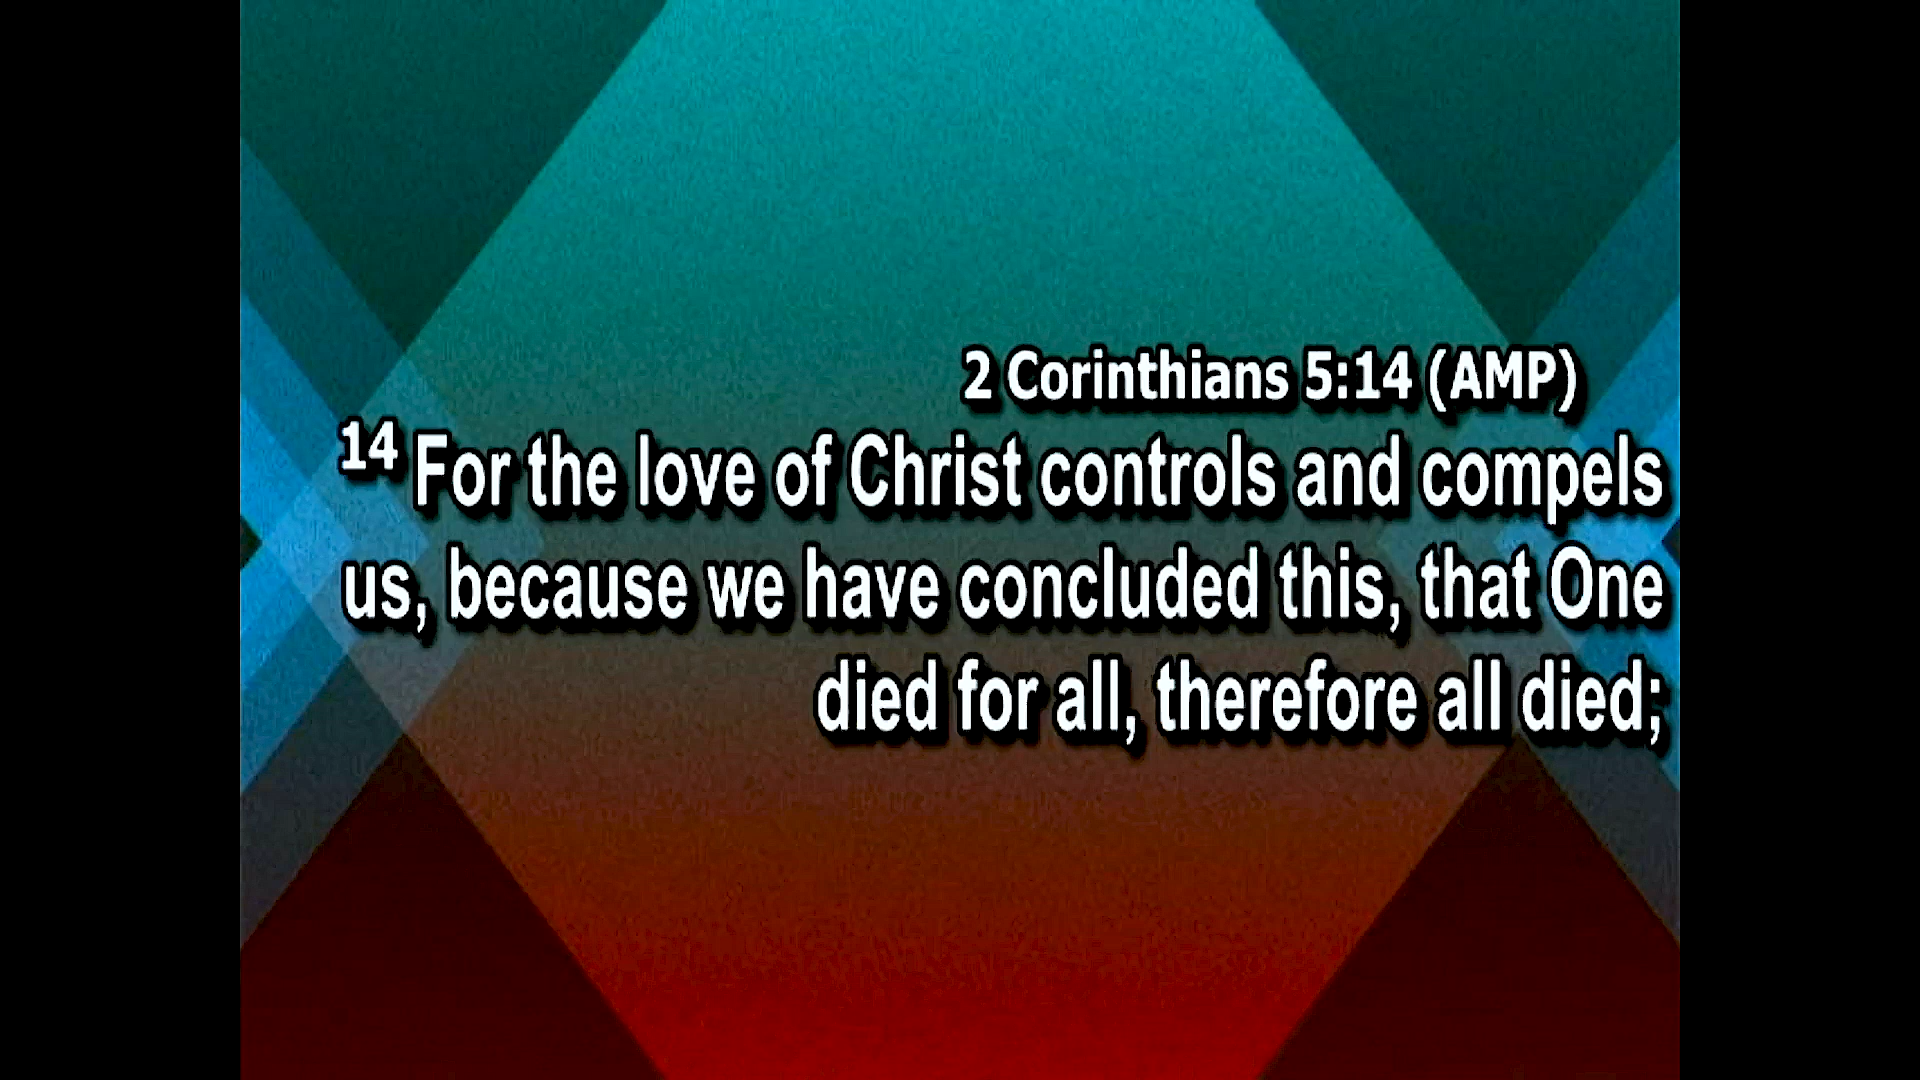 2 Corinthians 5:14 (AMP)
14 For the love of Christ controls and compels
us, because we have concluded this, that One
died for all, therefore all died;